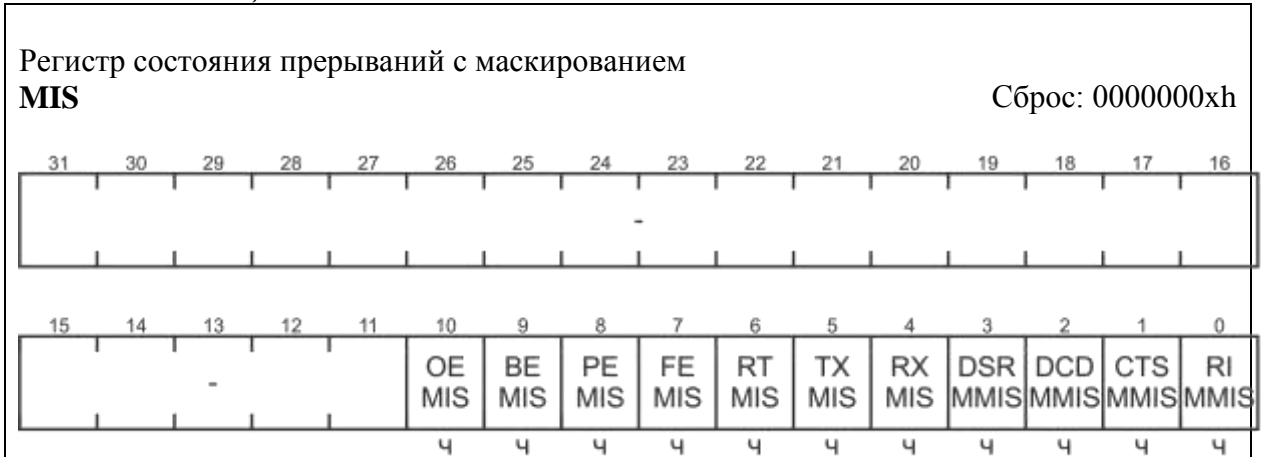 Регистр состояния прерываний с маскированием
MIS Сброс: 0000000xh
31 30 29 28 27 26 25 24 23 22 21 20 19 18 17 16
-
15 14 13 12 11 10 9 8 7 6 5 4 3 2 1 0
- OE BE PE FE RT TX RX DSR DCD CTS RI
MIS MIS MIS MIS MIS MIS MIS MMIS MMIS MMIS MMIS
ч ч ч ч ч ч ч ч ч ч ч